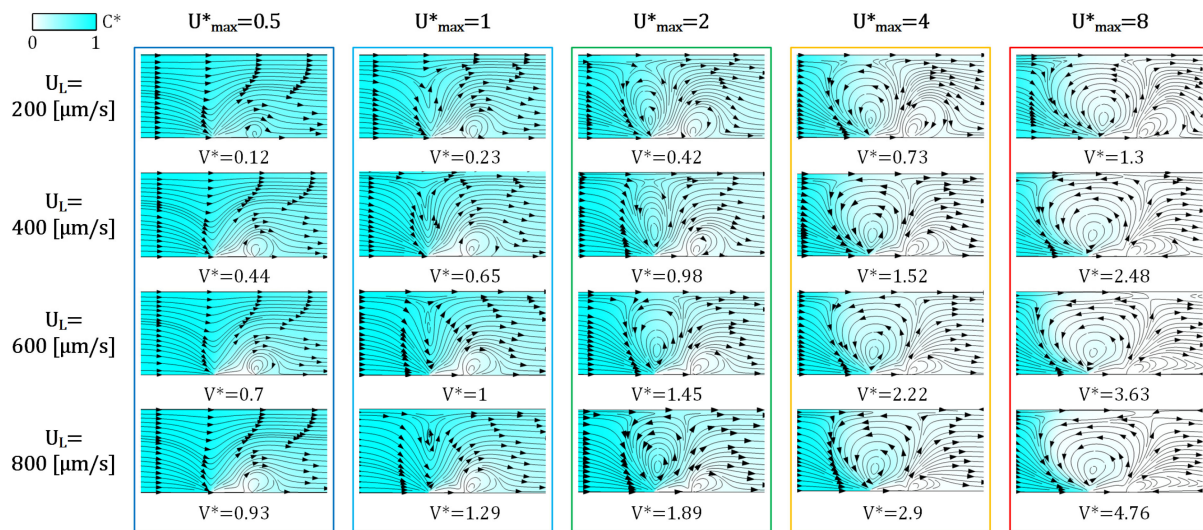 C*
0 1
U*max=0.5 U*max=1 U*max=2 U*max=4 U*max=8
UL=
200 [μm/s]
V*=0.12 V*=0.23 V*=0.42 V*=0.73 V*=1.3
UL=
400 [μm/s]
V*=0.44 V*=0.65 V*=0.98 V*=1.52 V*=2.48
UL=
600 [μm/s]
V*=0.7 V*=1 V*=1.45 V*=2.22 V*=3.63
UL=
800 [μm/s]
V*=0.93 V*=1.29 V*=1.89 V*=2.9 V*=4.76